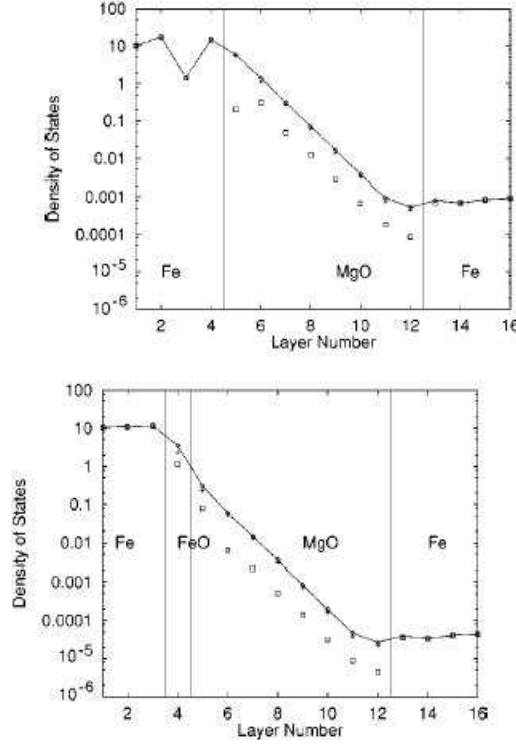 100
10
1
0.1
0.01
0.001
0.0001
10-5
10-6
Density of States
Fe MgO Fe
2 4 6 8 10 12 14 16
Layer Number
100
10
1
0.1
0.01
0.001
0.0001
10-5
10-6
Density of States
Fe FeO MgO Fe
2 4 6 8 10 12 14 16
Layer Number